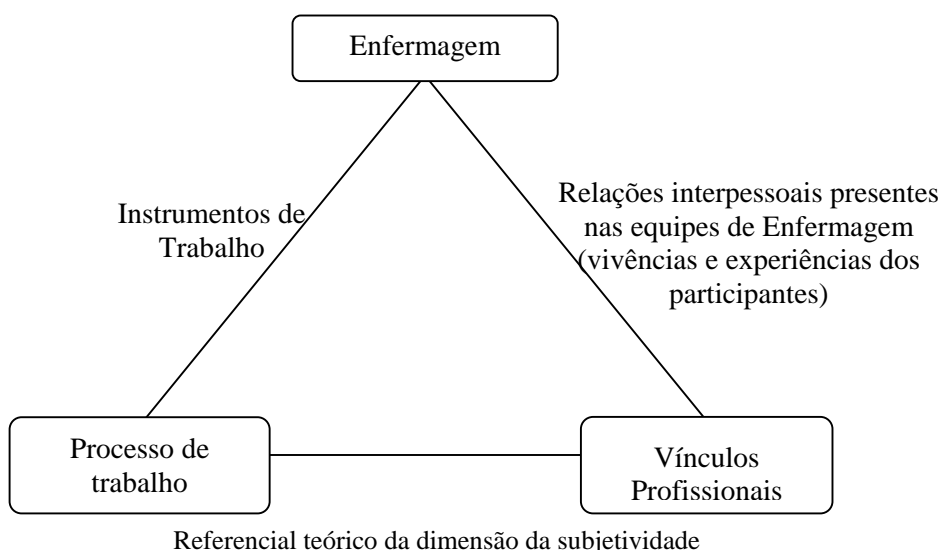 Enfermagem
Instrumentos de
Trabalho
Relações interpessoais presentes
nas equipes de Enfermagem
(vivências e experiências dos
participantes)
Processo de
trabalho
Vínculos
Profissionais
Referencial teórico da dimensão da subjetividade